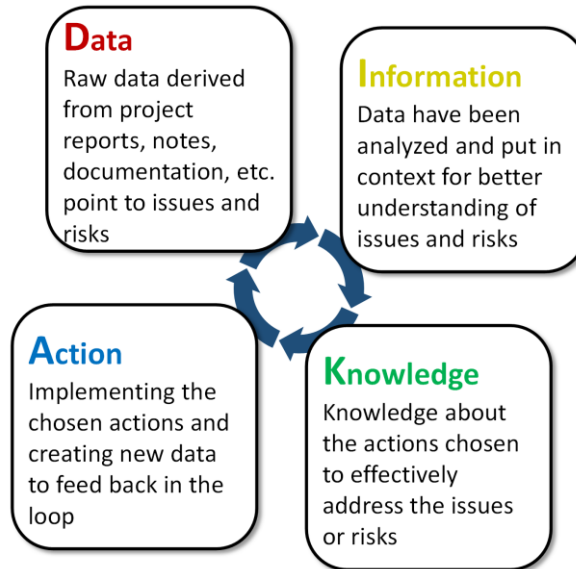 Data
Raw data derived
from project
reports, notes,
documentation, etc.
point to issues and
risks
Information
Data have been
analyzed and put in
context for better
understanding of
issues and risks
Action
Implementing the
chosen actions and
creating new data
to feed back in the
loop
Knowledge
Knowledge about
the actions chosen
to effectively
address the issues
or risks